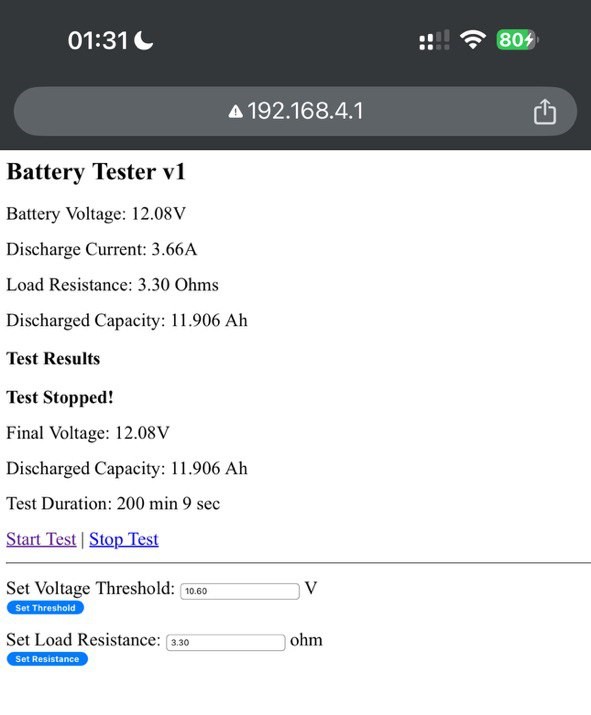 01:31
80
192.168.4.1
Battery Tester v1
Battery Voltage: 12.08V
Discharge Current: 3.66A
Load Resistance: 3.30 Ohms
Discharged Capacity: 11.906 Ah
Test Results
Test Stopped!
Final Voltage: 12.08V
Discharged Capacity: 11.906 Ah
Test Duration: 200 min 9 sec
Start Test | Stop Test
Set Voltage Threshold: 10.60 V
Set Threshold
Set Load Resistance: 3.30 ohm
Set Resistance